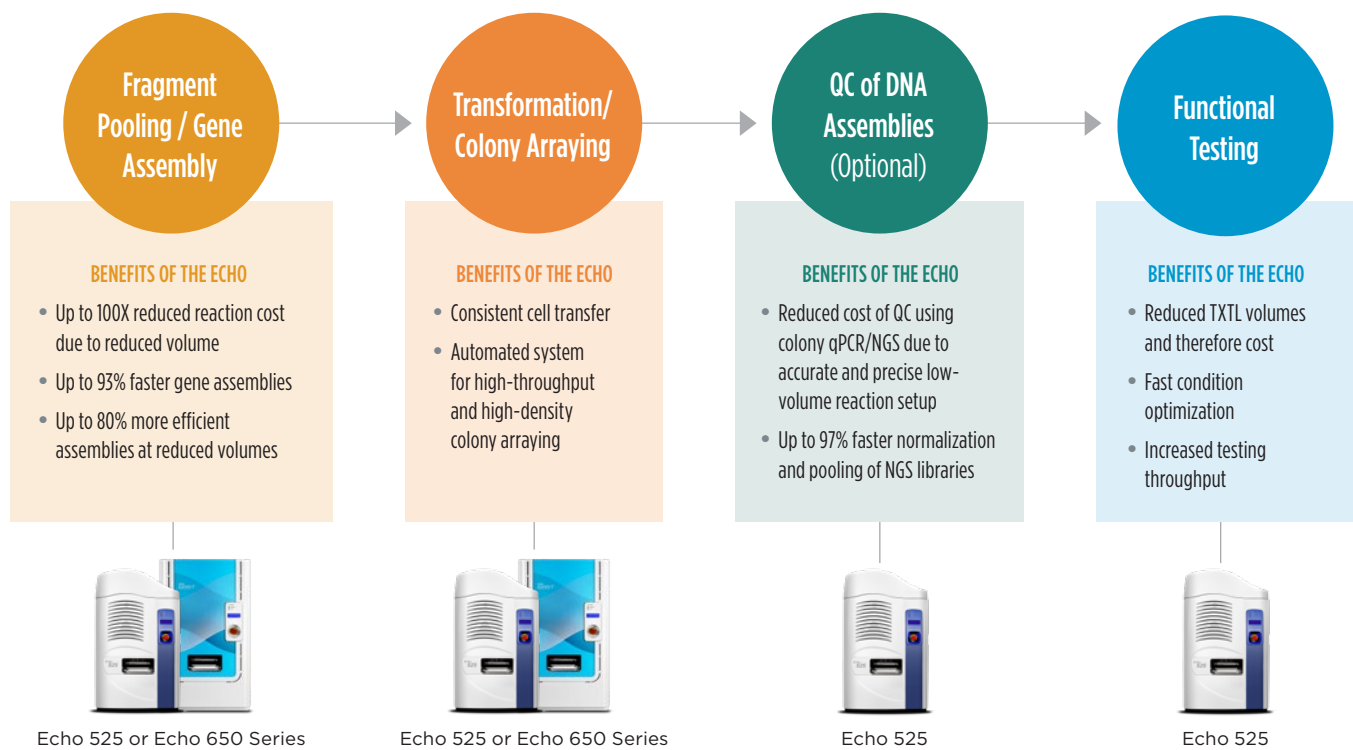 Fragment
Pooling / Gene
Assembly
Transformation/
Colony Arraying
QC of DNA
Assemblies
(Optional)
Functional
Testing
BENEFITS OF THE ECHO
• Up to 100X reduced reaction cost
due to reduced volume
• Up to 93% faster gene assemblies
• Up to 80% more efficient
assemblies at reduced volumes
BENEFITS OF THE ECHO
• Consistent cell transfer
• Automated system
for high-throughput
and high-density
colony arraying
BENEFITS OF THE ECHO
• Reduced cost of QC using
colony qPCR/NGS due to
accurate and precise low-
volume reaction setup
• Up to 97% faster normalization
and pooling of NGS libraries
BENEFITS OF THE ECHO
• Reduced TXTL volumes
and therefore cost
• Fast condition
optimization
• Increased testing
throughput
Echo 525 or Echo 650 Series
Echo 525 or Echo 650 Series
Echo 525
Echo 525